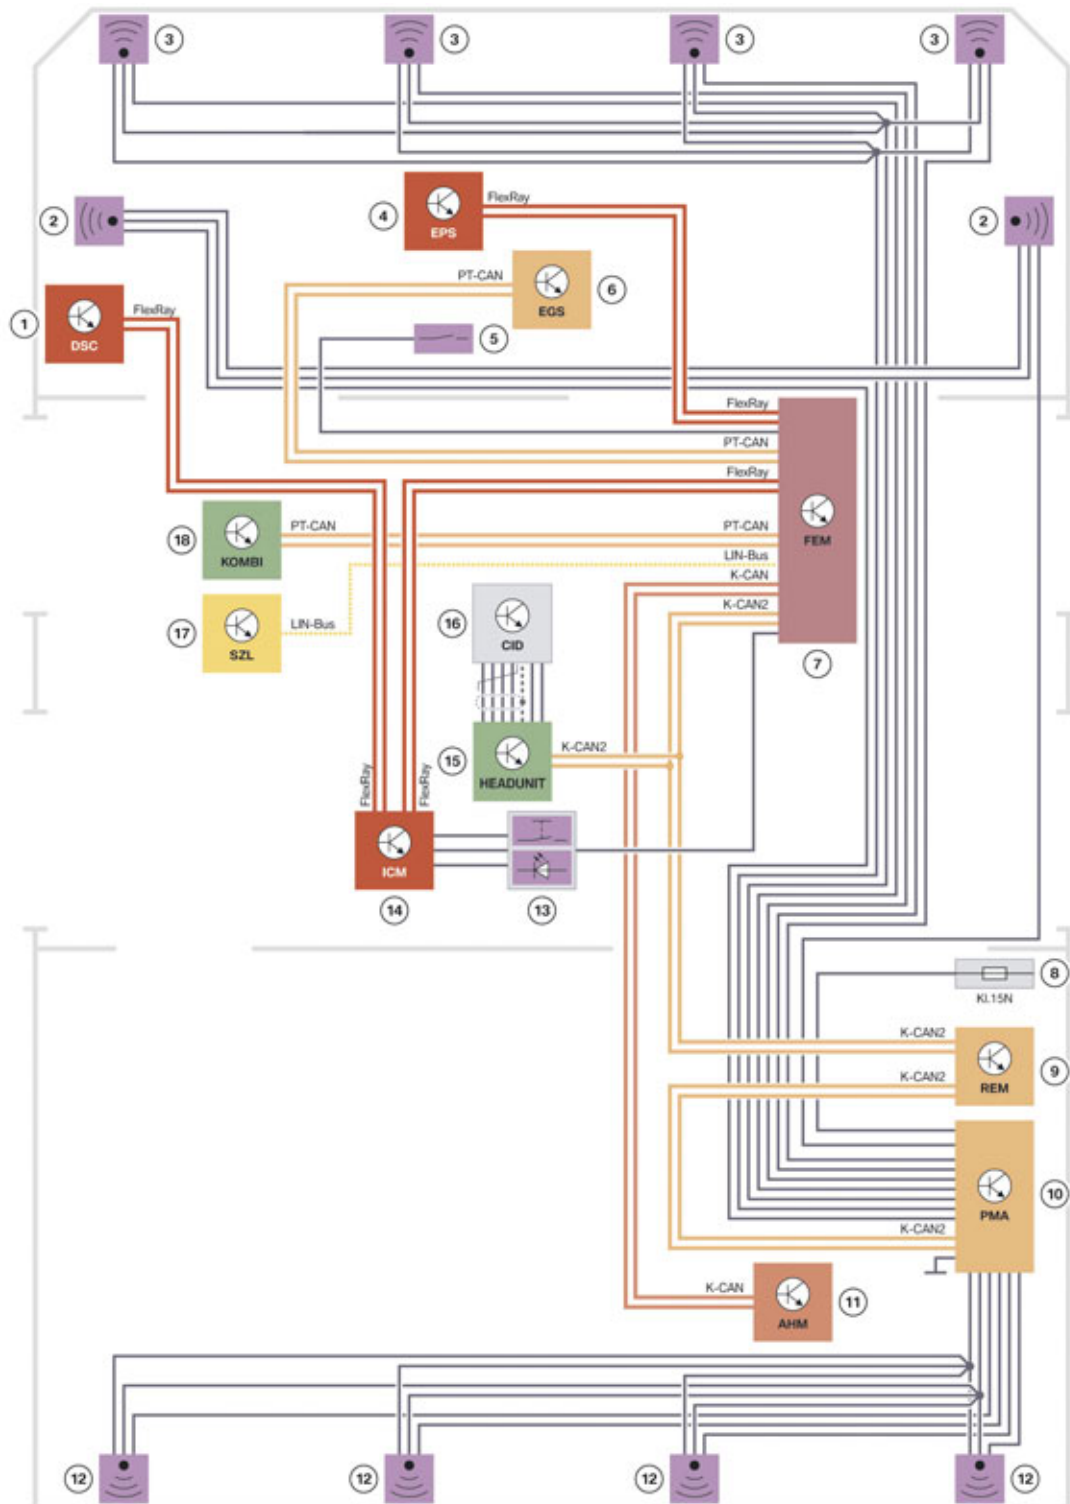 3
3
3
3
2
4
FlexRay
EPS
2
PT-CAN
6
EGS
1
FlexRay
DSC
5
FlexRay
PT-CAN
FlexRay
18
PT-CAN
KOMBI
PT-CAN
FEM
LIN-Bus
K-CAN
17
LIN-Bus
SZL
16
CID
K-CAN2
7
15
K-CAN2
HEADUNIT
FlexRay
FlexRay
ICM
14
13
8
Kl.15N
K-CAN2
9
K-CAN2
REM
10
PMA
K-CAN2
K-CAN
11
AHM
12
12
12
12